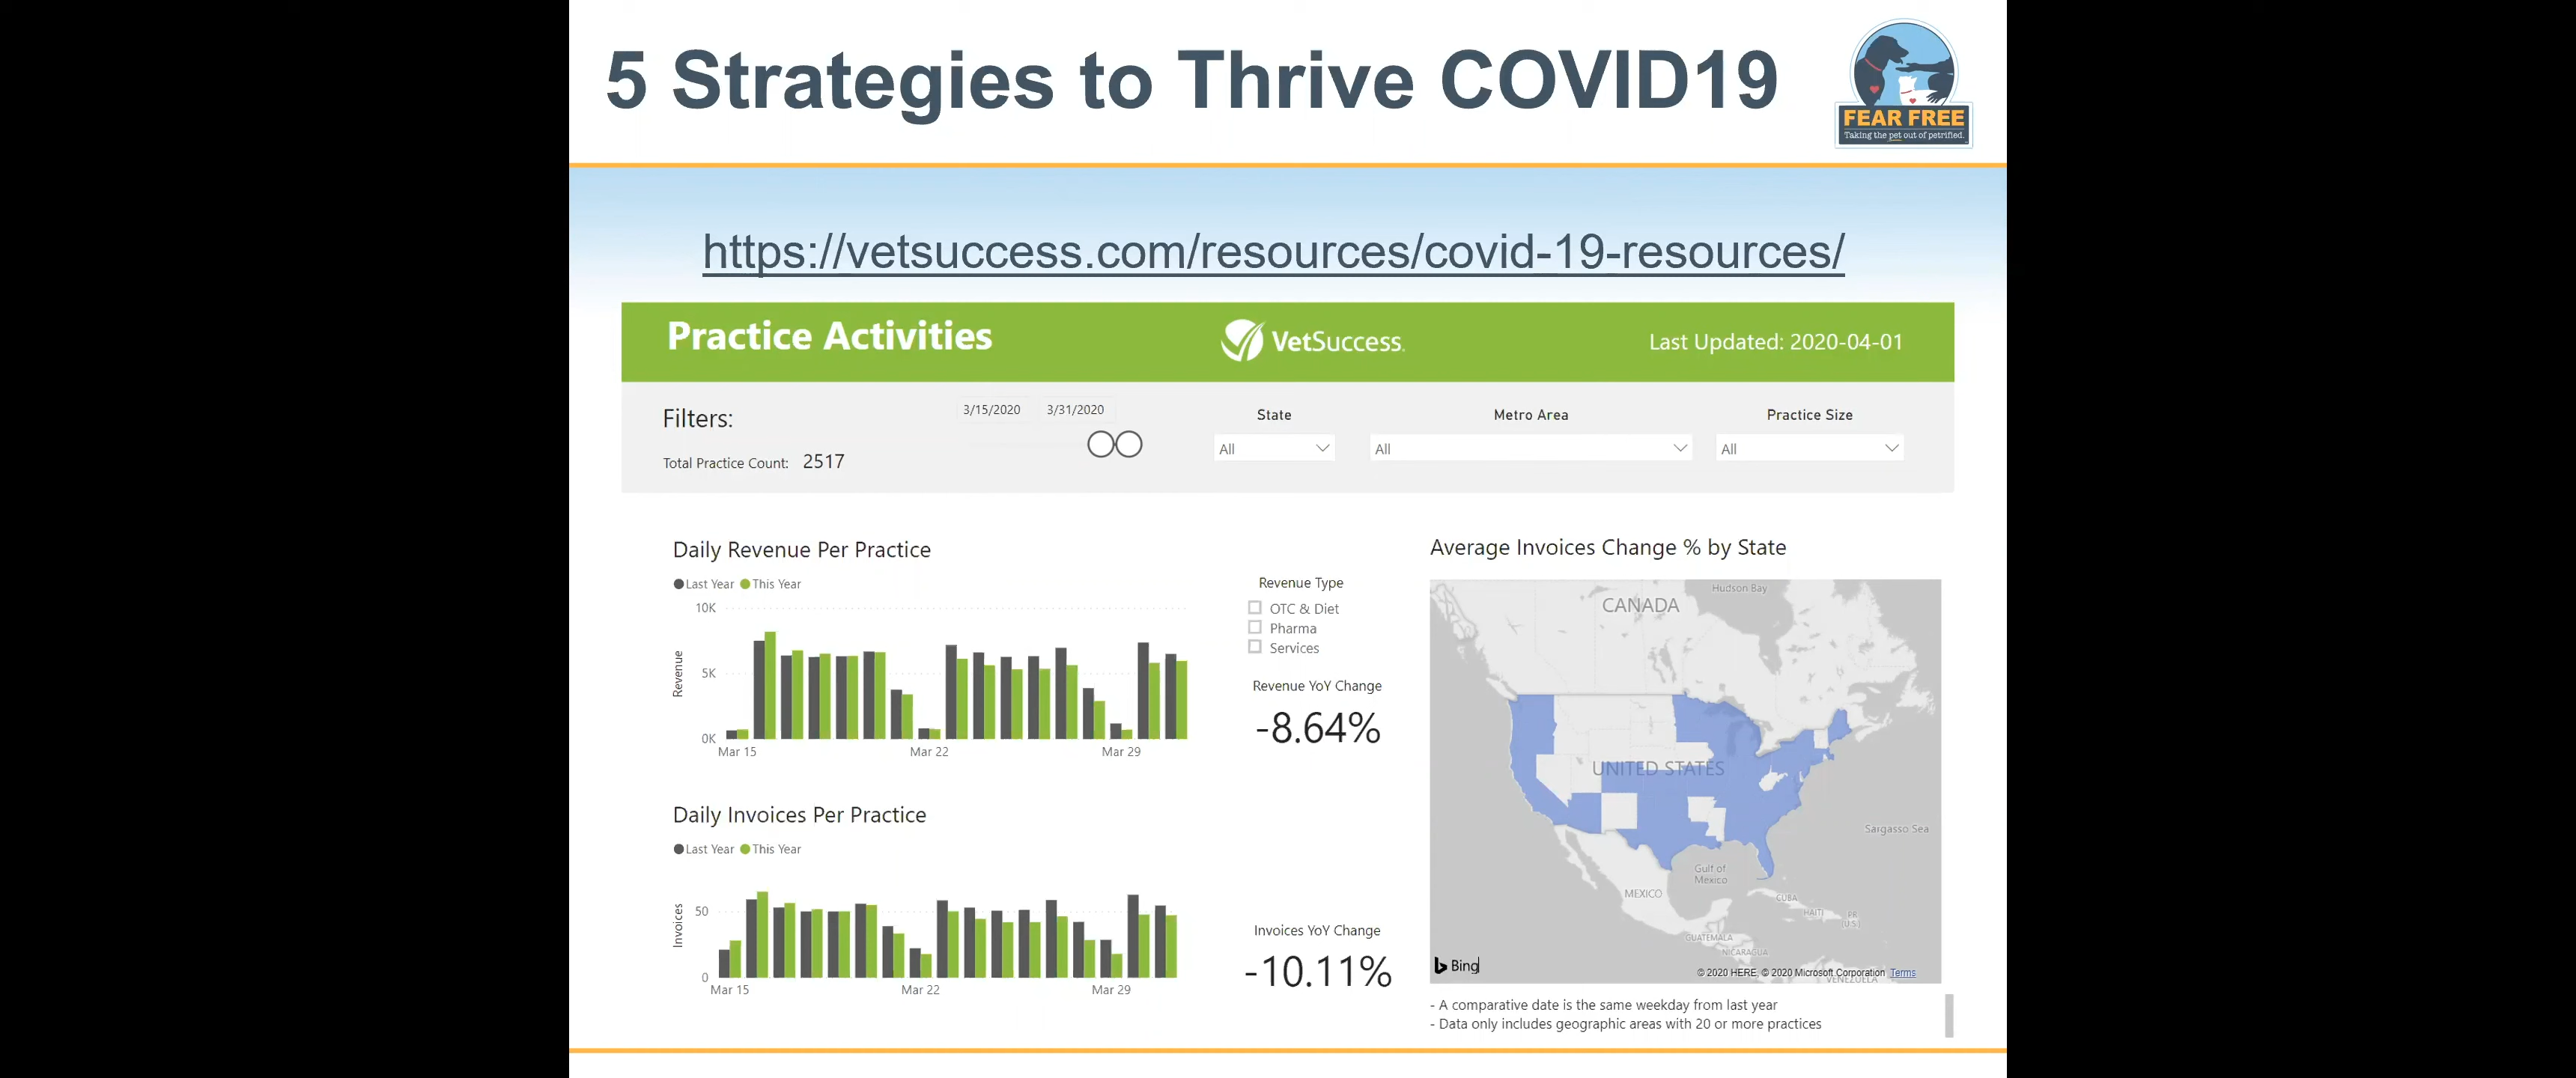 5 Strategies to Thrive COVID19
FEAR FREE
Taking the pet out of petrified.
https://vetsuccess.com/resources/covid-19-resources/
Practice Activities
VetSuccess
Last Updated: 2020-04-01
Filters:
3/15/2020 3/31/2020
State
Metro Area
Practice Size
All
All
All
Total Practice Count: 2517
Daily Revenue Per Practice
Last Year This Year
10K
5K
0K
Revenue
Mar 15 Mar 22 Mar 29
Revenue Type
OTC & Diet
Pharma
Services
Revenue YoY Change
-8.64%
Daily Invoices Per Practice
Last Year This Year
50
0
Invoices
Mar 15 Mar 22 Mar 29
Invoices YoY Change
-10.11%
Average Invoices Change % by State
Hudson Bay
CANADA
UNITED STATES
Sargasso Sea
Gulf of
Mexico
MEXICO
CUBA
HAITI
PR
(U.S.)
GUATEMALA
NICARAGUA
Bing
© 2020 HERE, © 2020 Microsoft Corporation Terms
VENEZUELA
- A comparative date is the same weekday from last year
- Data only includes geographic areas with 20 or more practices